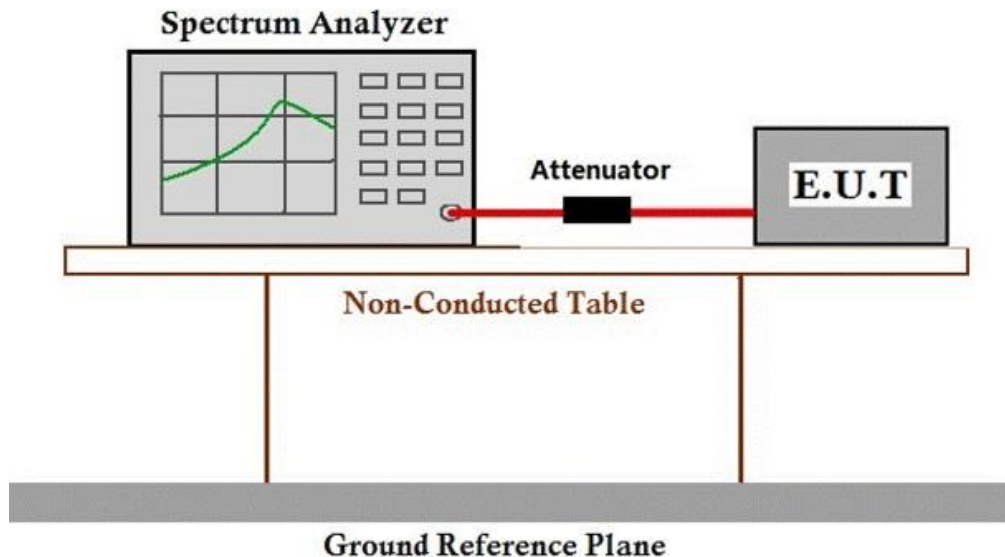 Spectrum Analyzer
Attenuator
E.U.T
Non-Conducted Table
Ground Reference Plane